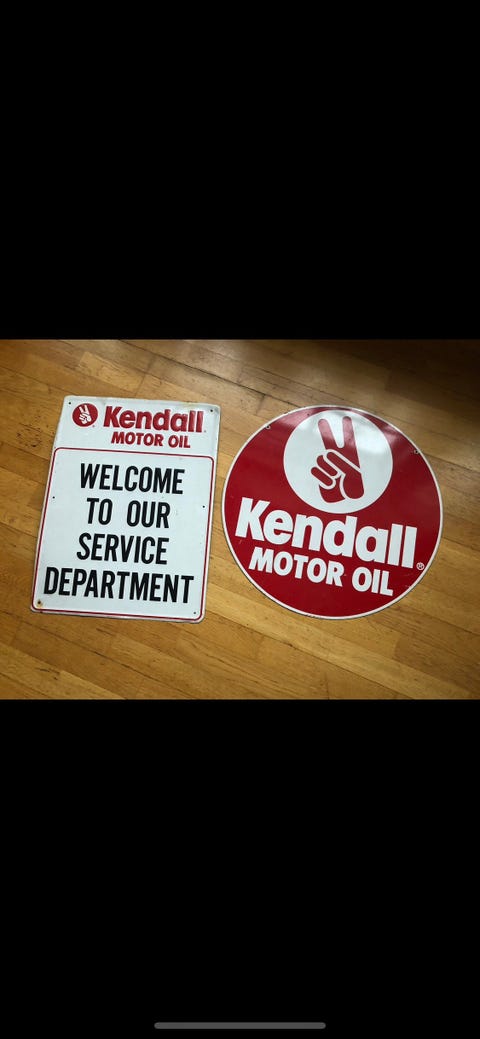 Kendall
MOTOR OIL
WELCOME
TO OUR
SERVICE
DEPARTMENT
Kendall®
MOTOR OIL